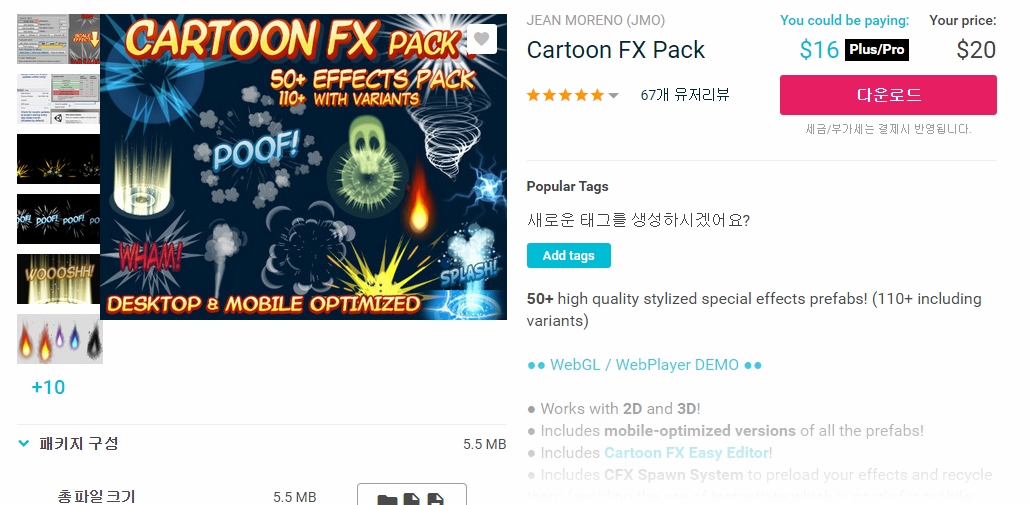 CARTOON FX PACK
50+ EFFECTS PACK
110+ WITH VARIANTS
POOF!
WHAM!
SPLASH!
DESKTOP & MOBILE OPTIMIZED
SCALE EFFECT
POOF! POOF
WOOOSHH!
+10
패키지 구성 5.5 MB
총 파일 크기 5.5 MB
JEAN MORENO (JMO)
Cartoon FX Pack
67개 유저리뷰
You could be paying: Your price:
$16 Plus/Pro $20
다운로드
세금/부가세는 결제시 반영됩니다.
Popular Tags
새로운 태그를 생성하시겠어요?
Add tags
50+ high quality stylized special effects prefabs! (110+ including
variants)
●● WebGL / WebPlayer DEMO ●●
● Works with 2D and 3D!
● Includes mobile-optimized versions of all the prefabs!
● Includes Cartoon FX Easy Editor!
● Includes CFX Spawn System to preload your effects and recycle